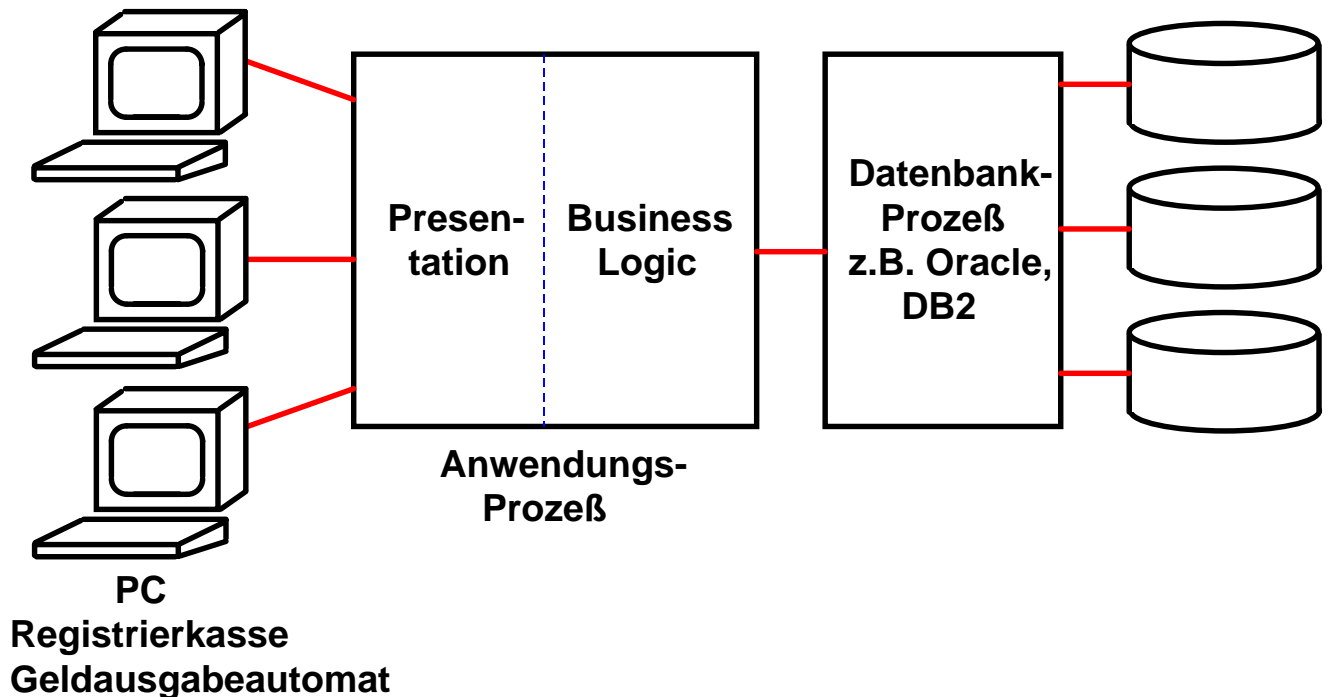 Presen-
tation
Business
Logic
Datenbank-
Prozeß
z.B. Oracle,
DB2
Anwendungs-
Prozeß
PC
Registrierkasse
Geldausgabeautomat